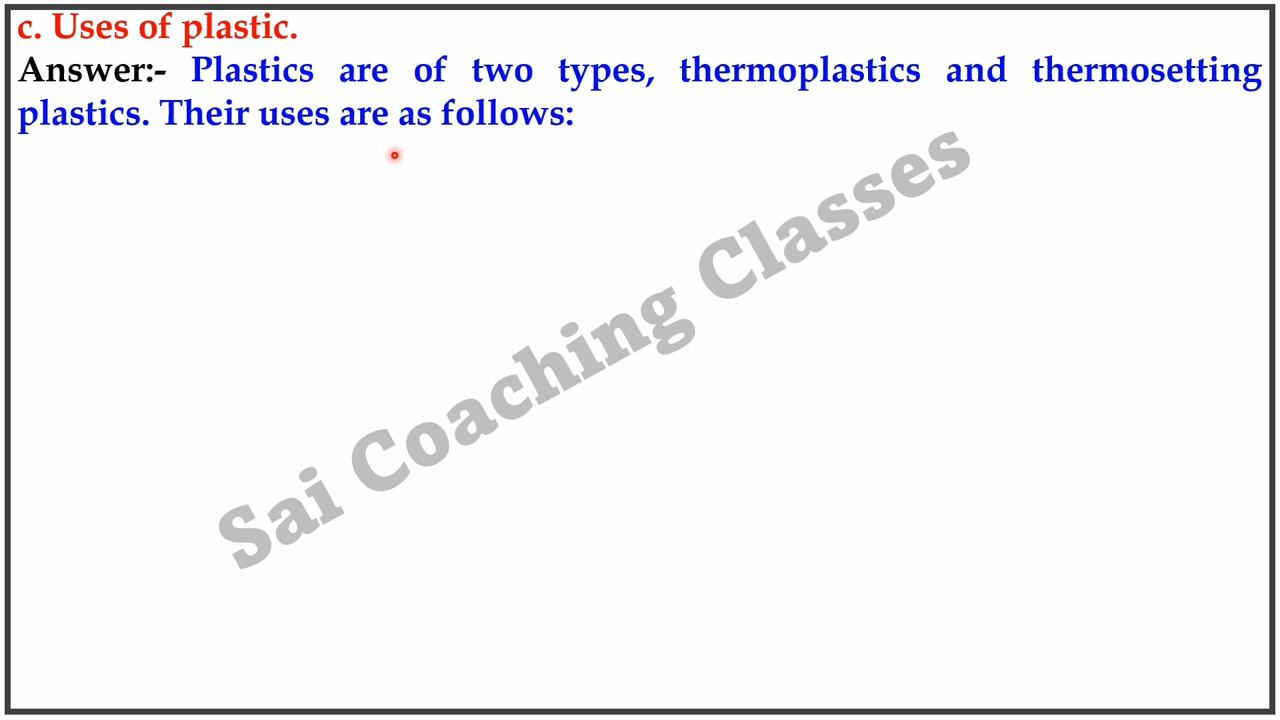 c. Uses of plastic.
Answer:- Plastics are of two types, thermoplastics and thermosetting
plastics. Their uses are as follows:
Sai Coaching Classes